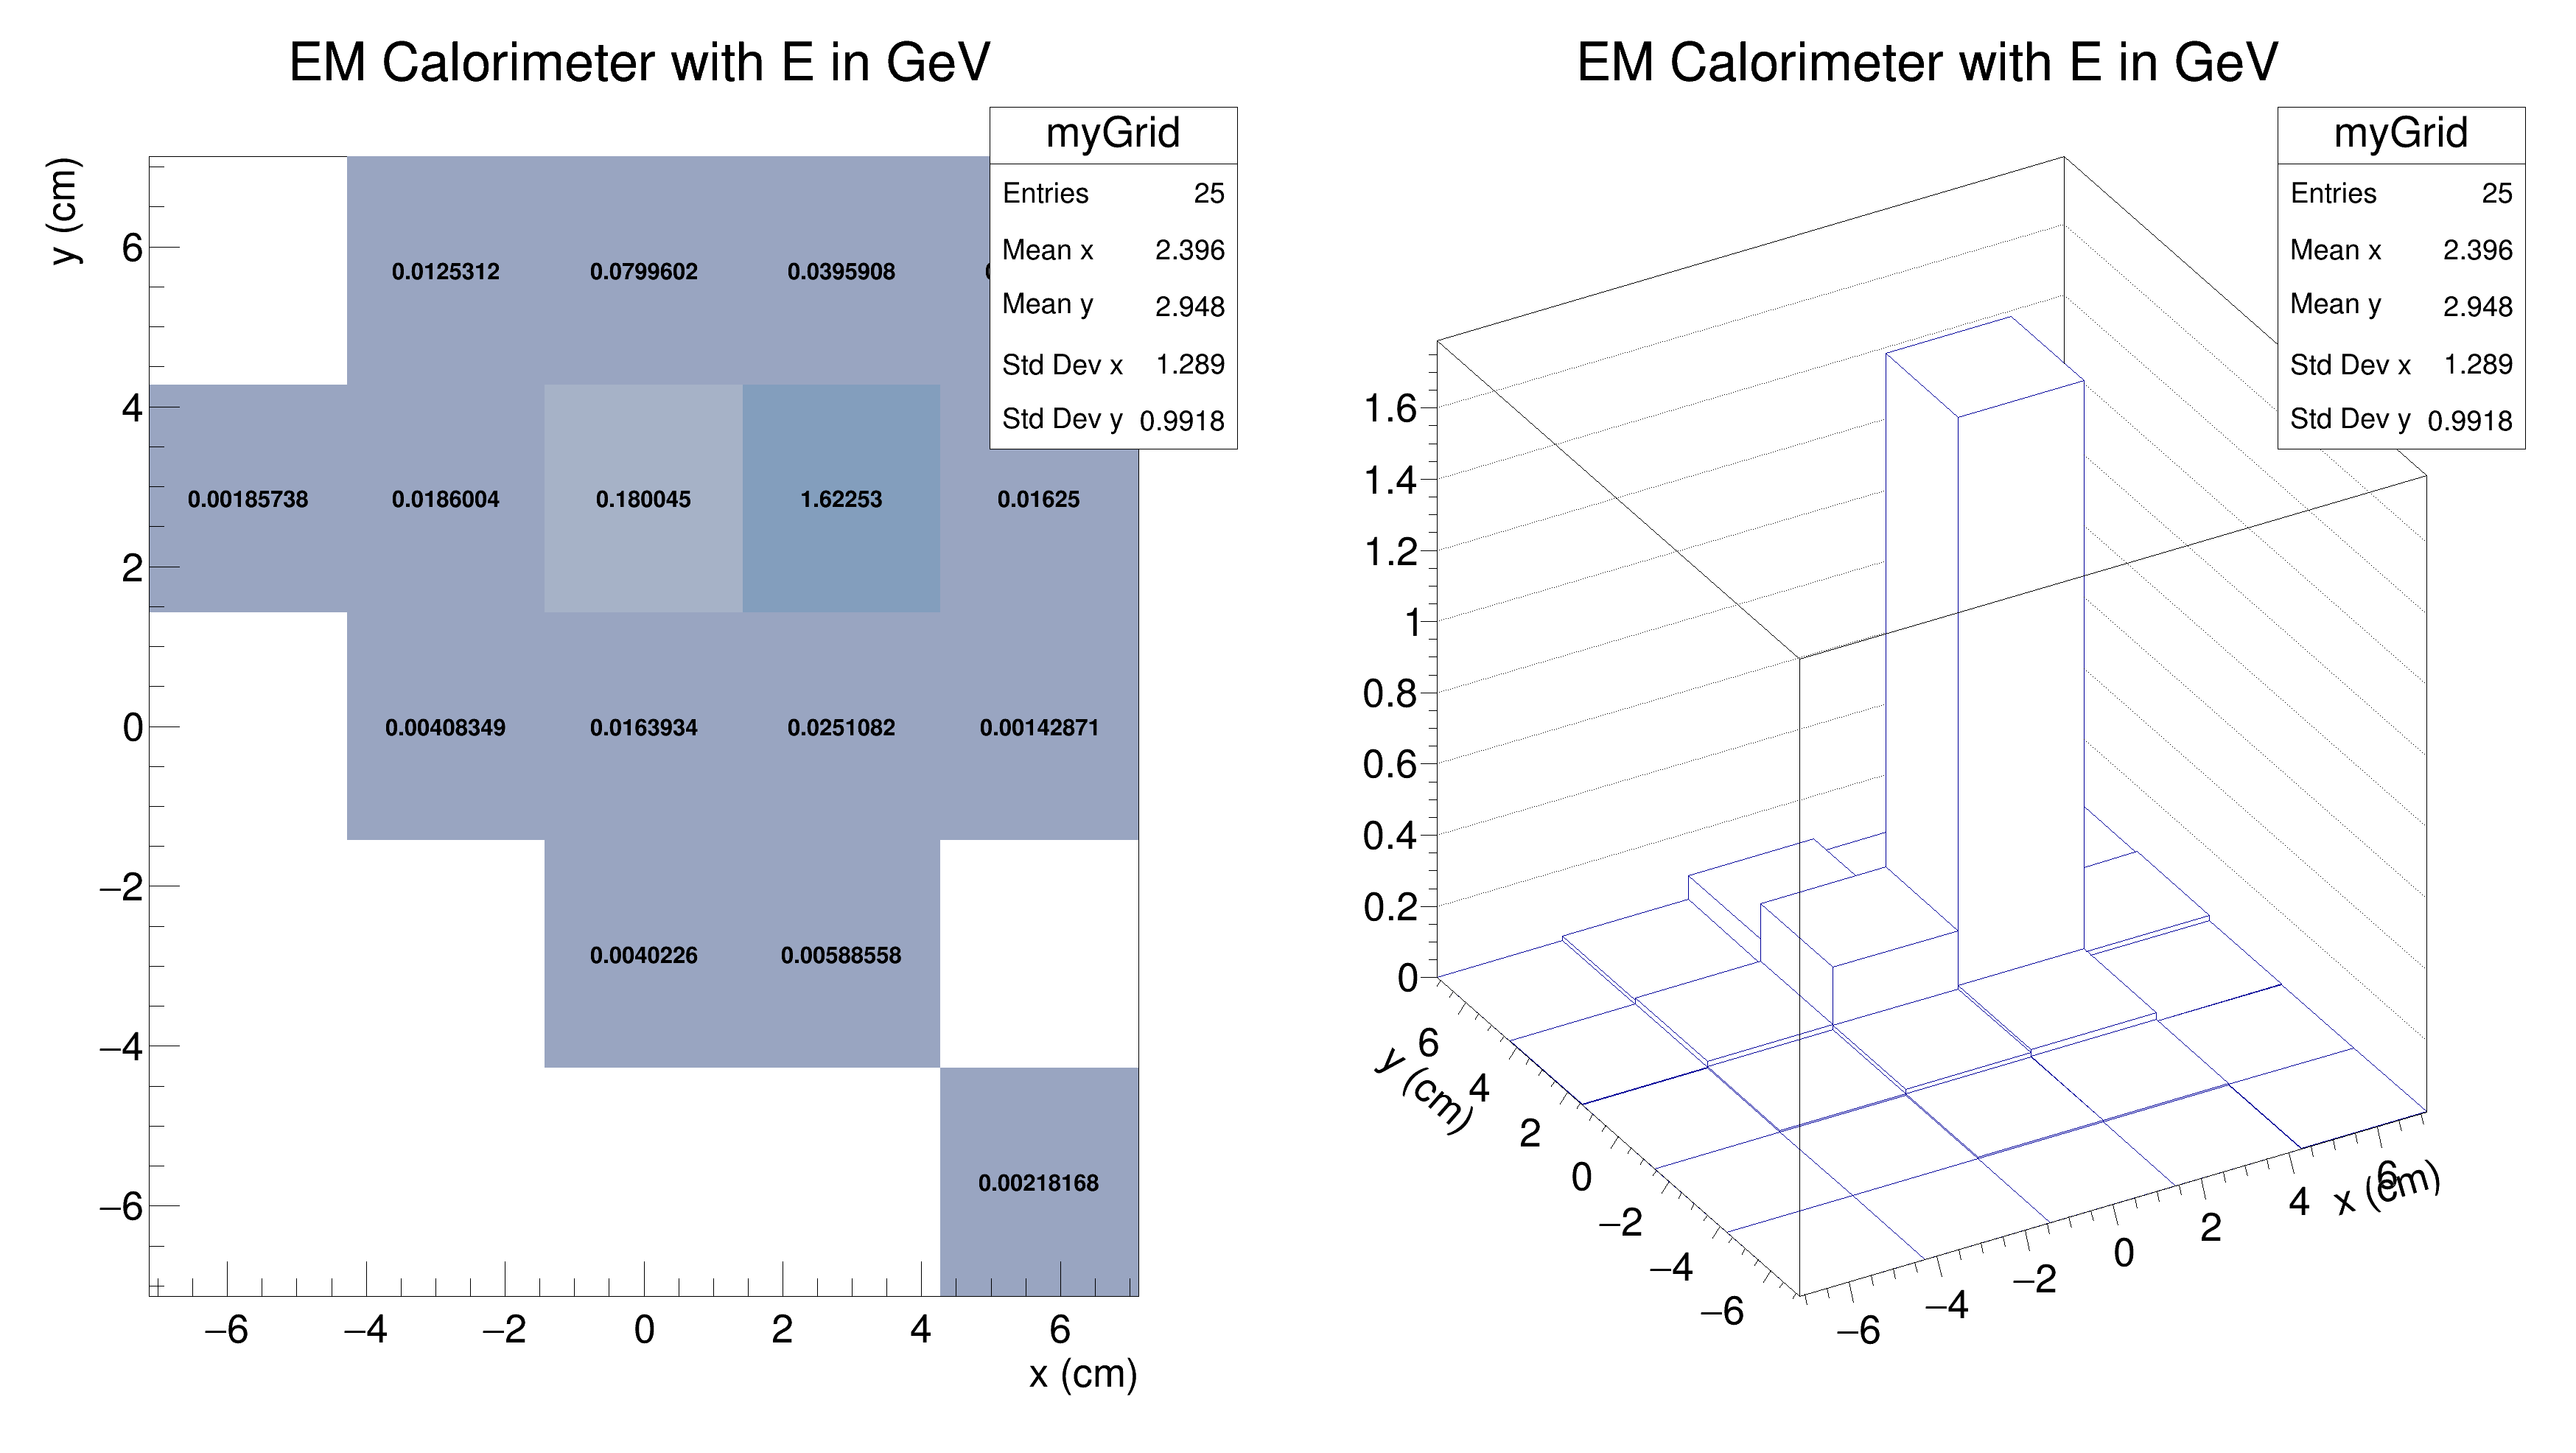 EM Calorimeter with E in GeV
myGrid
Entries 25
Mean x 2.396
Mean y 2.948
Std Dev x 1.289
Std Dev y 0.9918
y (cm)
6
4
2
0
−2
−4
−6
0.0125312 0.0799602 0.0395908
0.00185738 0.0186004 0.180045 1.62253 0.01625
0.00408349 0.0163934 0.0251082 0.00142871
0.0040226 0.00588558
0.00218168
−6 −4 −2 0 2 4 6
x (cm)
EM Calorimeter with E in GeV
myGrid
Entries 25
Mean x 2.396
Mean y 2.948
Std Dev x 1.289
Std Dev y 0.9918
1.6
1.4
1.2
1
0.8
0.6
0.4
0.2
0
6
4
2
0
−2
−4
−6
y (cm)
−6 −4 −2 0 2 4 6
x (cm)